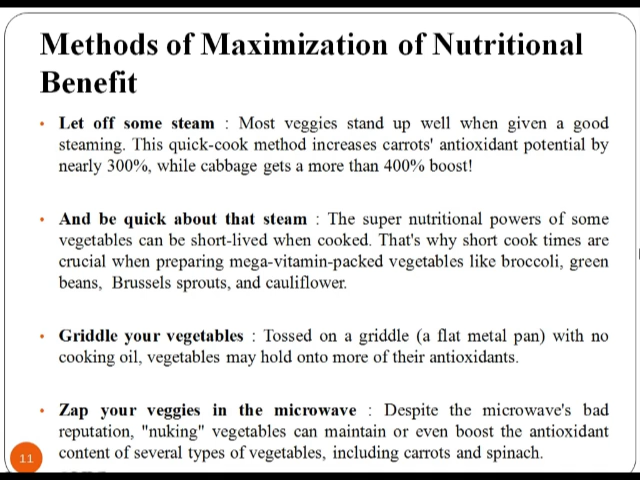 Methods of Maximization of Nutritional
Benefit
• Let off some steam : Most veggies stand up well when given a good
steaming. This quick-cook method increases carrots' antioxidant potential by
nearly 300%, while cabbage gets a more than 400% boost!
• And be quick about that steam : The super nutritional powers of some
vegetables can be short-lived when cooked. That's why short cook times are
crucial when preparing mega-vitamin-packed vegetables like broccoli, green
beans, Brussels sprouts, and cauliflower.
• Griddle your vegetables : Tossed on a griddle (a flat metal pan) with no
cooking oil, vegetables may hold onto more of their antioxidants.
• Zap your veggies in the microwave : Despite the microwave's bad
reputation, "nuking" vegetables can maintain or even boost the antioxidant
content of several types of vegetables, including carrots and spinach.
11